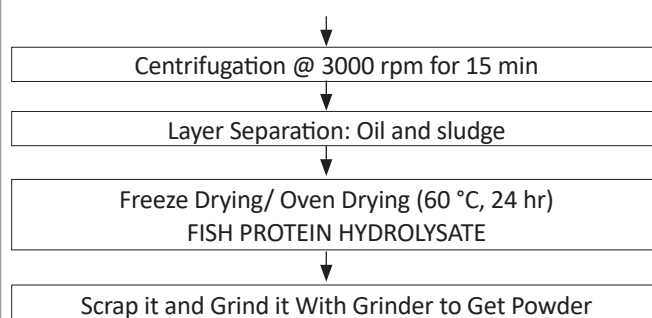 Centrifugation @ 3000 rpm for 15 min
Layer Separation: Oil and sludge
Freeze Drying/ Oven Drying (60 °C, 24 hr)
FISH PROTEIN HYDROLYSATE
Scrap it and Grind it With Grinder to Get Powder